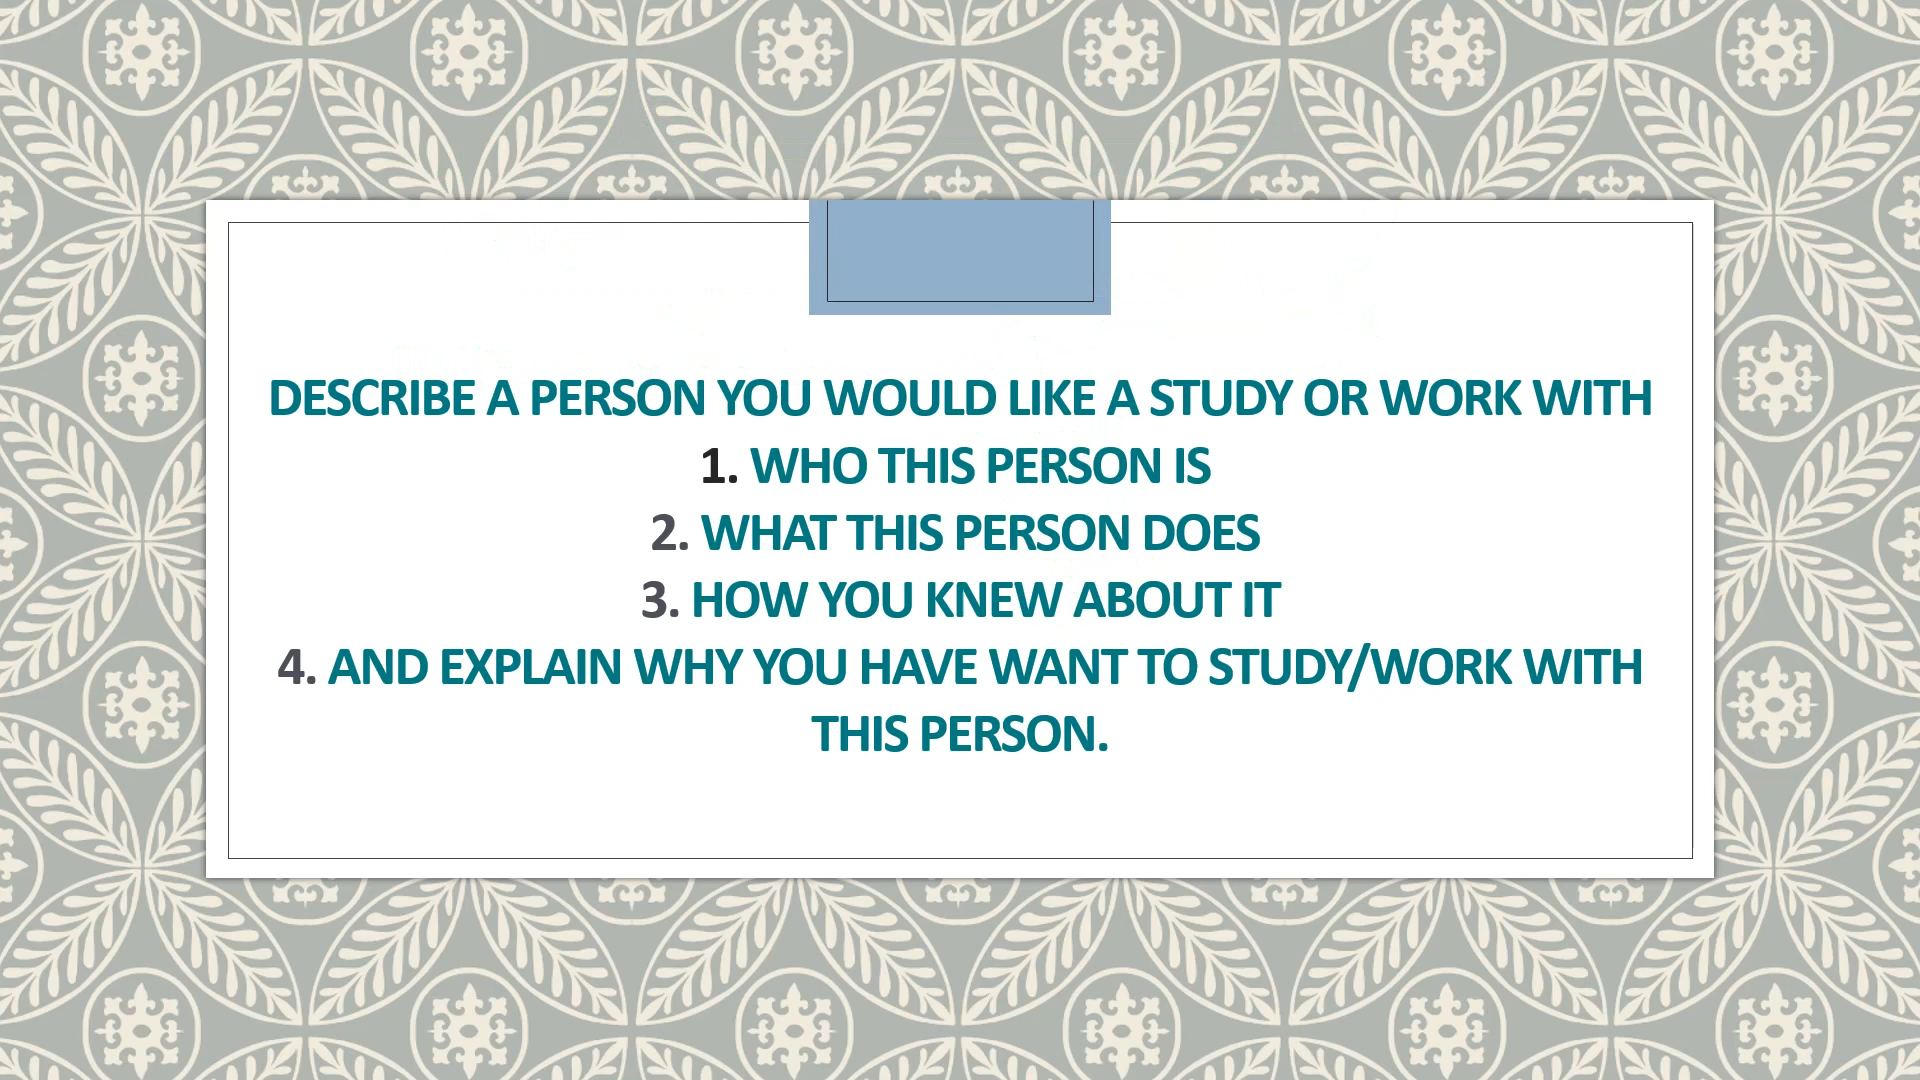 DESCRIBE A PERSON YOU WOULD LIKE A STUDY OR WORK WITH
1. WHO THIS PERSON IS
2. WHAT THIS PERSON DOES
3. HOW YOU KNEW ABOUT IT
4. AND EXPLAIN WHY YOU HAVE WANT TO STUDY/WORK WITH
THIS PERSON.